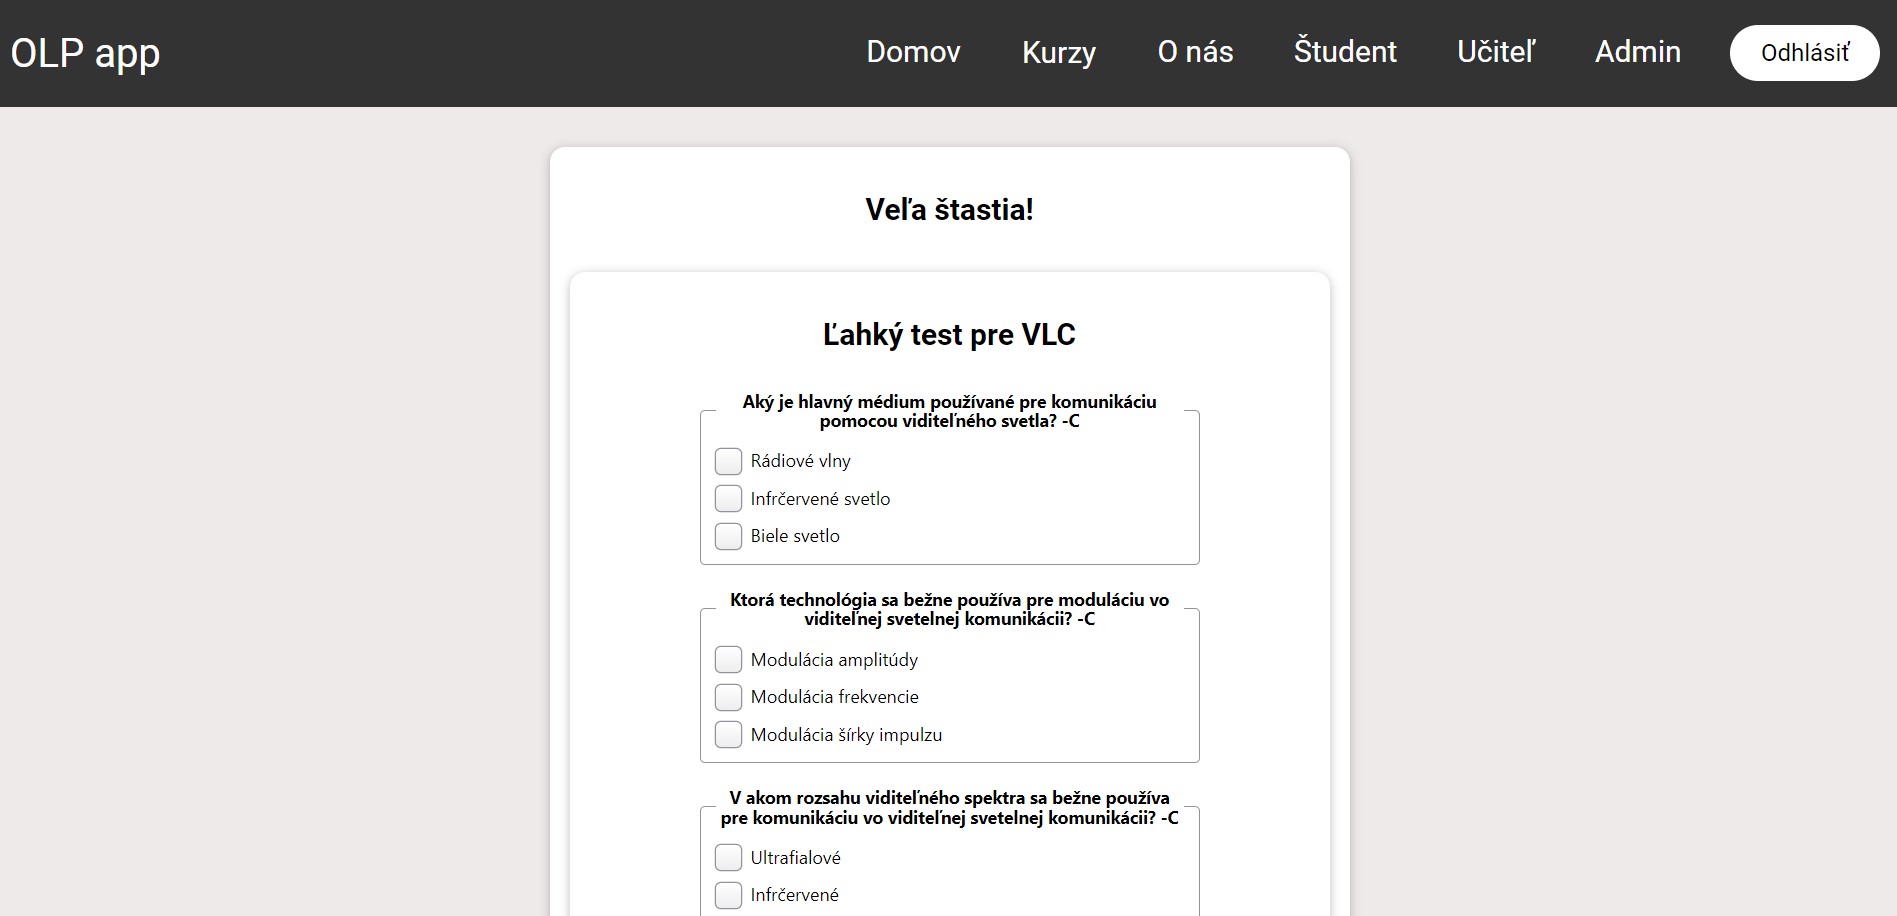 OLP app
Domov
Kurzy
O nás
Študent
Učiteľ
Admin
Odhlásiť
Veľa štastia!
Ľahký test pre VLC
Aký je hlavný médium používané pre komunikáciu
pomocou viditeľného svetla? -C
Rádiové vlny
Infrčervené svetlo
Biele svetlo
Ktorá technológia sa bežne používa pre moduláciu vo
viditeľnej svetelnej komunikácii? -C
Modulácia amplitúdy
Modulácia frekvencie
Modulácia šírky impulzu
V akom rozsahu viditeľného spektra sa bežne používa
pre komunikáciu vo viditeľnej svetelnej komunikácii? -C
Ultrafialové
Infrčervené